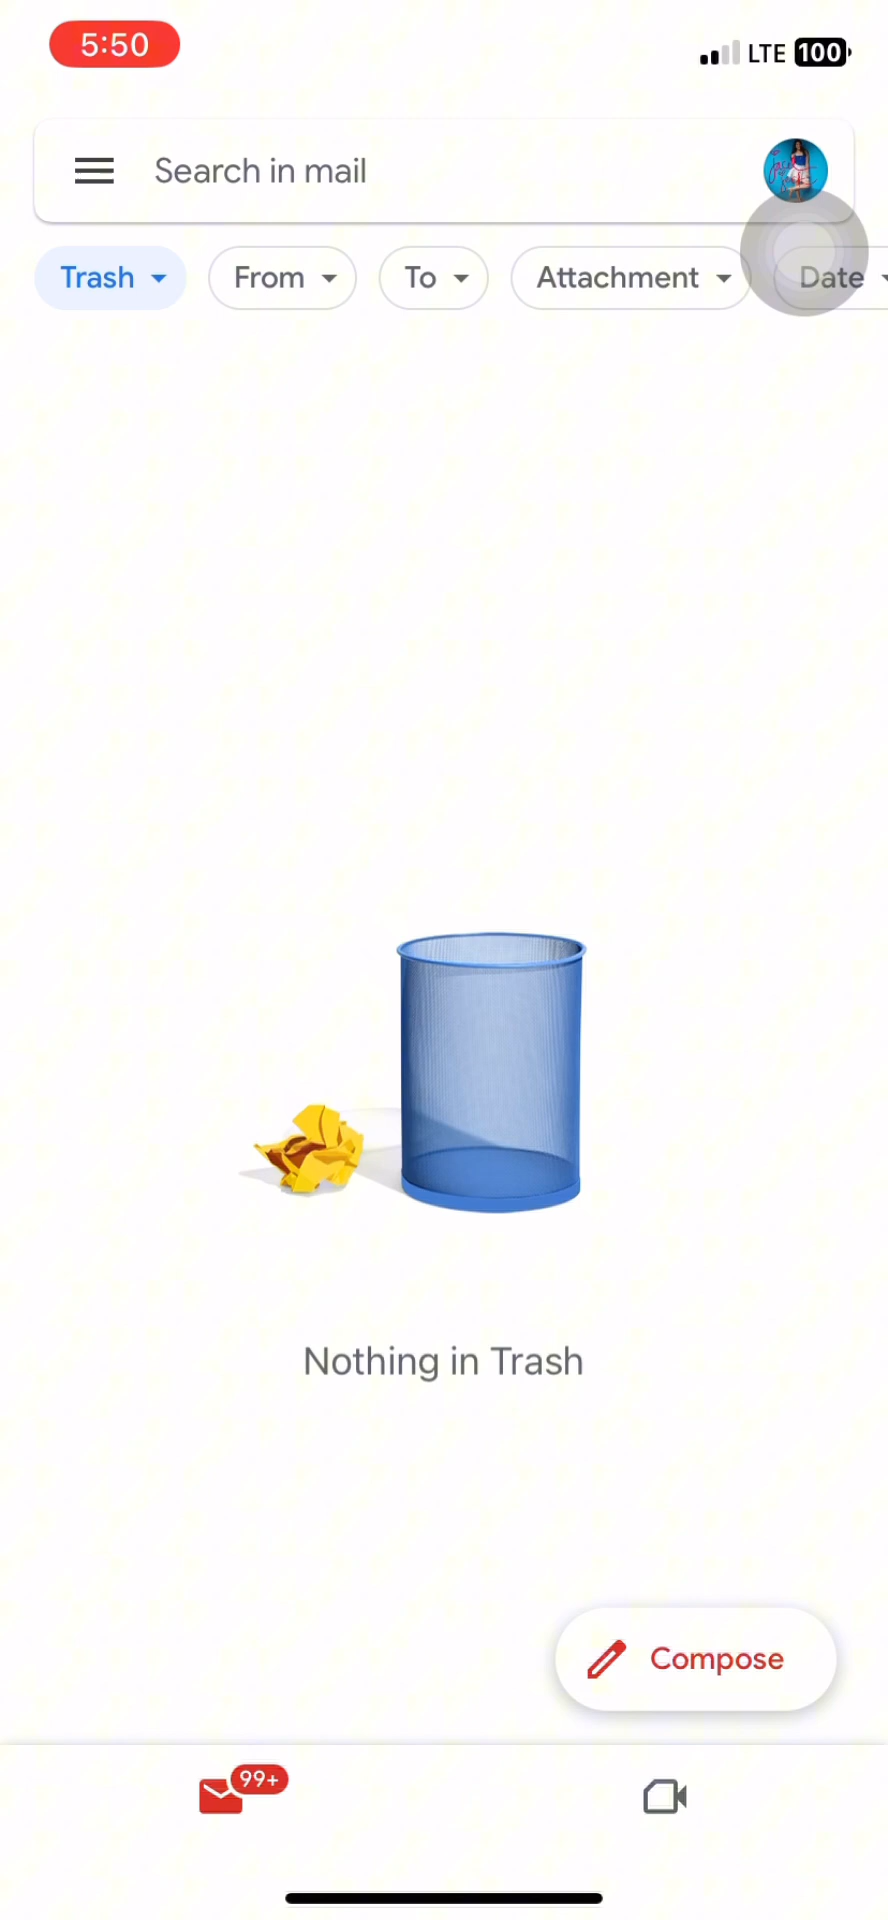 5:50
LTE 100
Search in mail
Trash From To Attachment Date
Nothing in Trash
Compose
99+